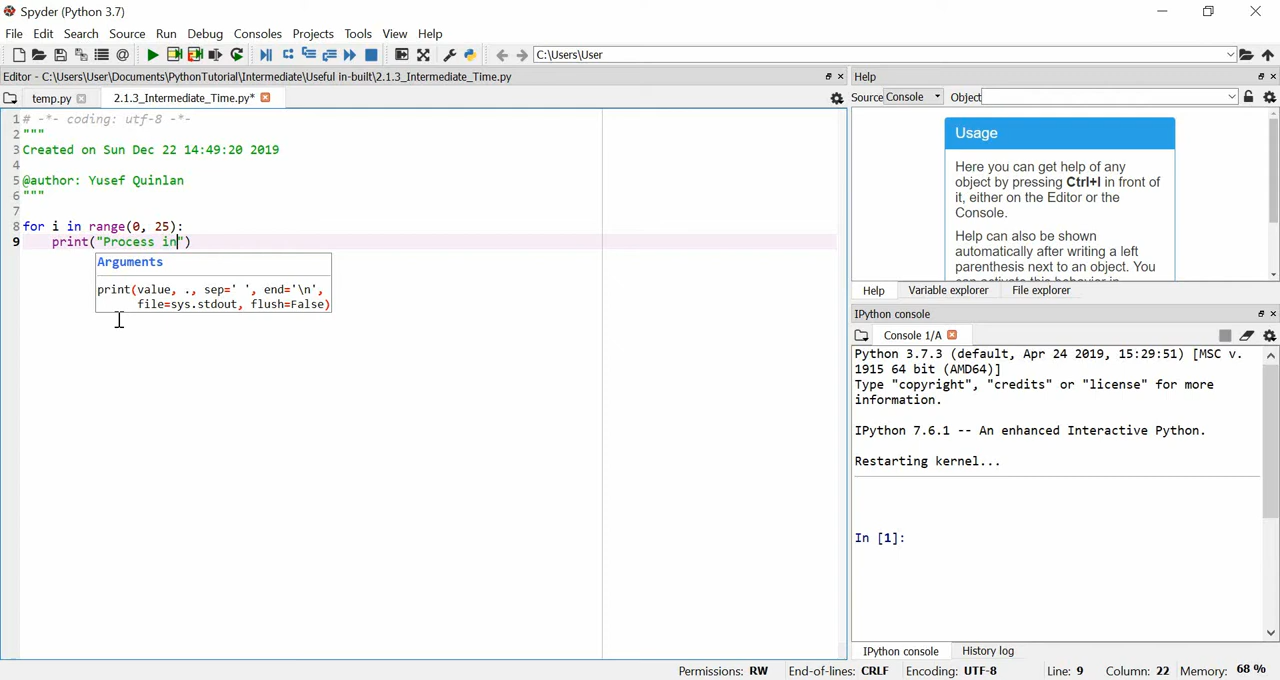 Spyder (Python 3.7)
File Edit Search Source Run Debug Consoles Projects Tools View Help
C:\Users\User
Editor - C:\Users\User\Documents\PythonTutorial\Intermediate\Useful in-built\2.1.3_Intermediate_Time.py
temp.py 2.1.3_Intermediate_Time.py*
1 # -*- coding: utf-8 -*-
2 """
3 Created on Sun Dec 22 14:49:20 2019
4
5 @author: Yusef Quinlan
6 """
7
8 for i in range(0, 25):
9     print("Process in")
Arguments
print(value, ., sep=' ', end='\n',
file=sys.stdout, flush=False)
Help
Source Console Object
Usage
Here you can get help of any
object by pressing Ctrl+I in front of
it, either on the Editor or the
Console.
Help can also be shown
automatically after writing a left
parenthesis next to an object. You
can activate this behavior in
Help Variable explorer File explorer
IPython console
Console 1/A
Python 3.7.3 (default, Apr 24 2019, 15:29:51) [MSC v.
1915 64 bit (AMD64)]
Type "copyright", "credits" or "license" for more
information.
IPython 7.6.1 -- An enhanced Interactive Python.
Restarting kernel...
In [1]:
IPython console History log
Permissions: RW End-of-lines: CRLF Encoding: UTF-8 Line: 9 Column: 22 Memory: 68 %